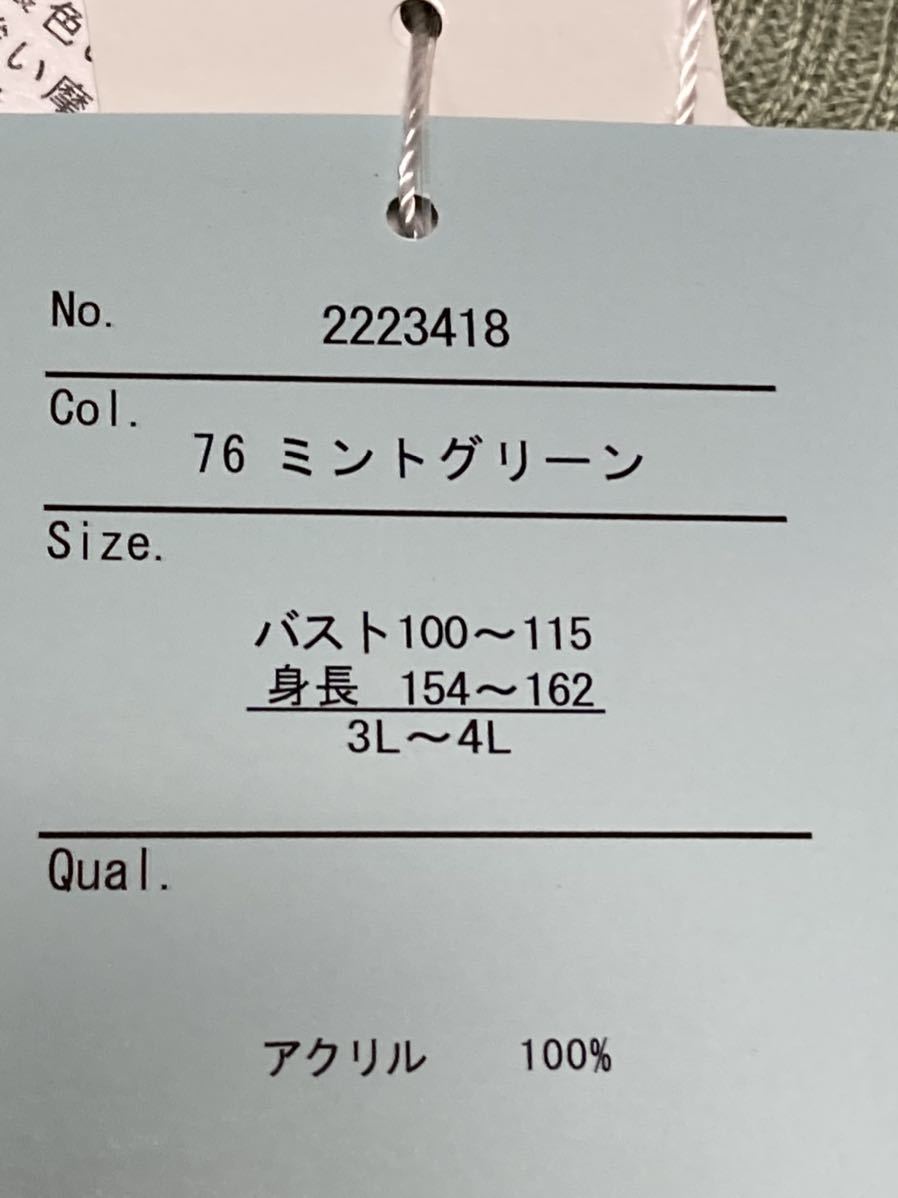 No.
2223418
Col.
76 ミントグリーン
Size.
バスト100～115
身長 154～162
3L～4L
Qual.
アクリル 100%